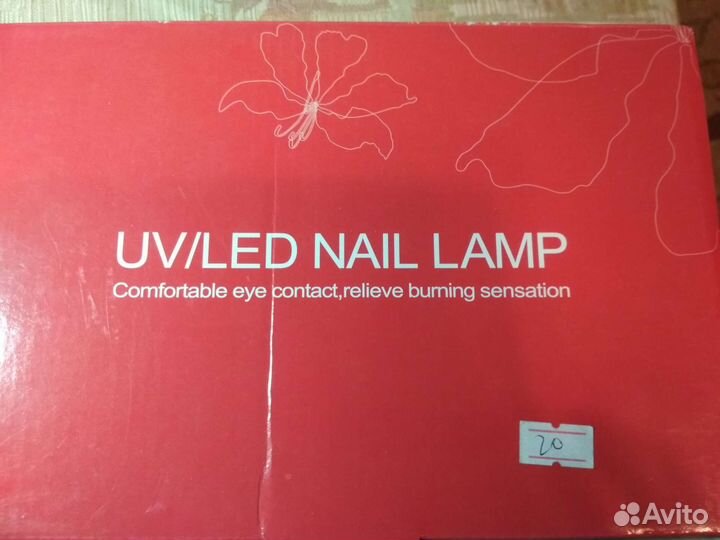 UV/LED NAIL LAMP
Comfortable eye contact,relieve burning sensation
20
Avito